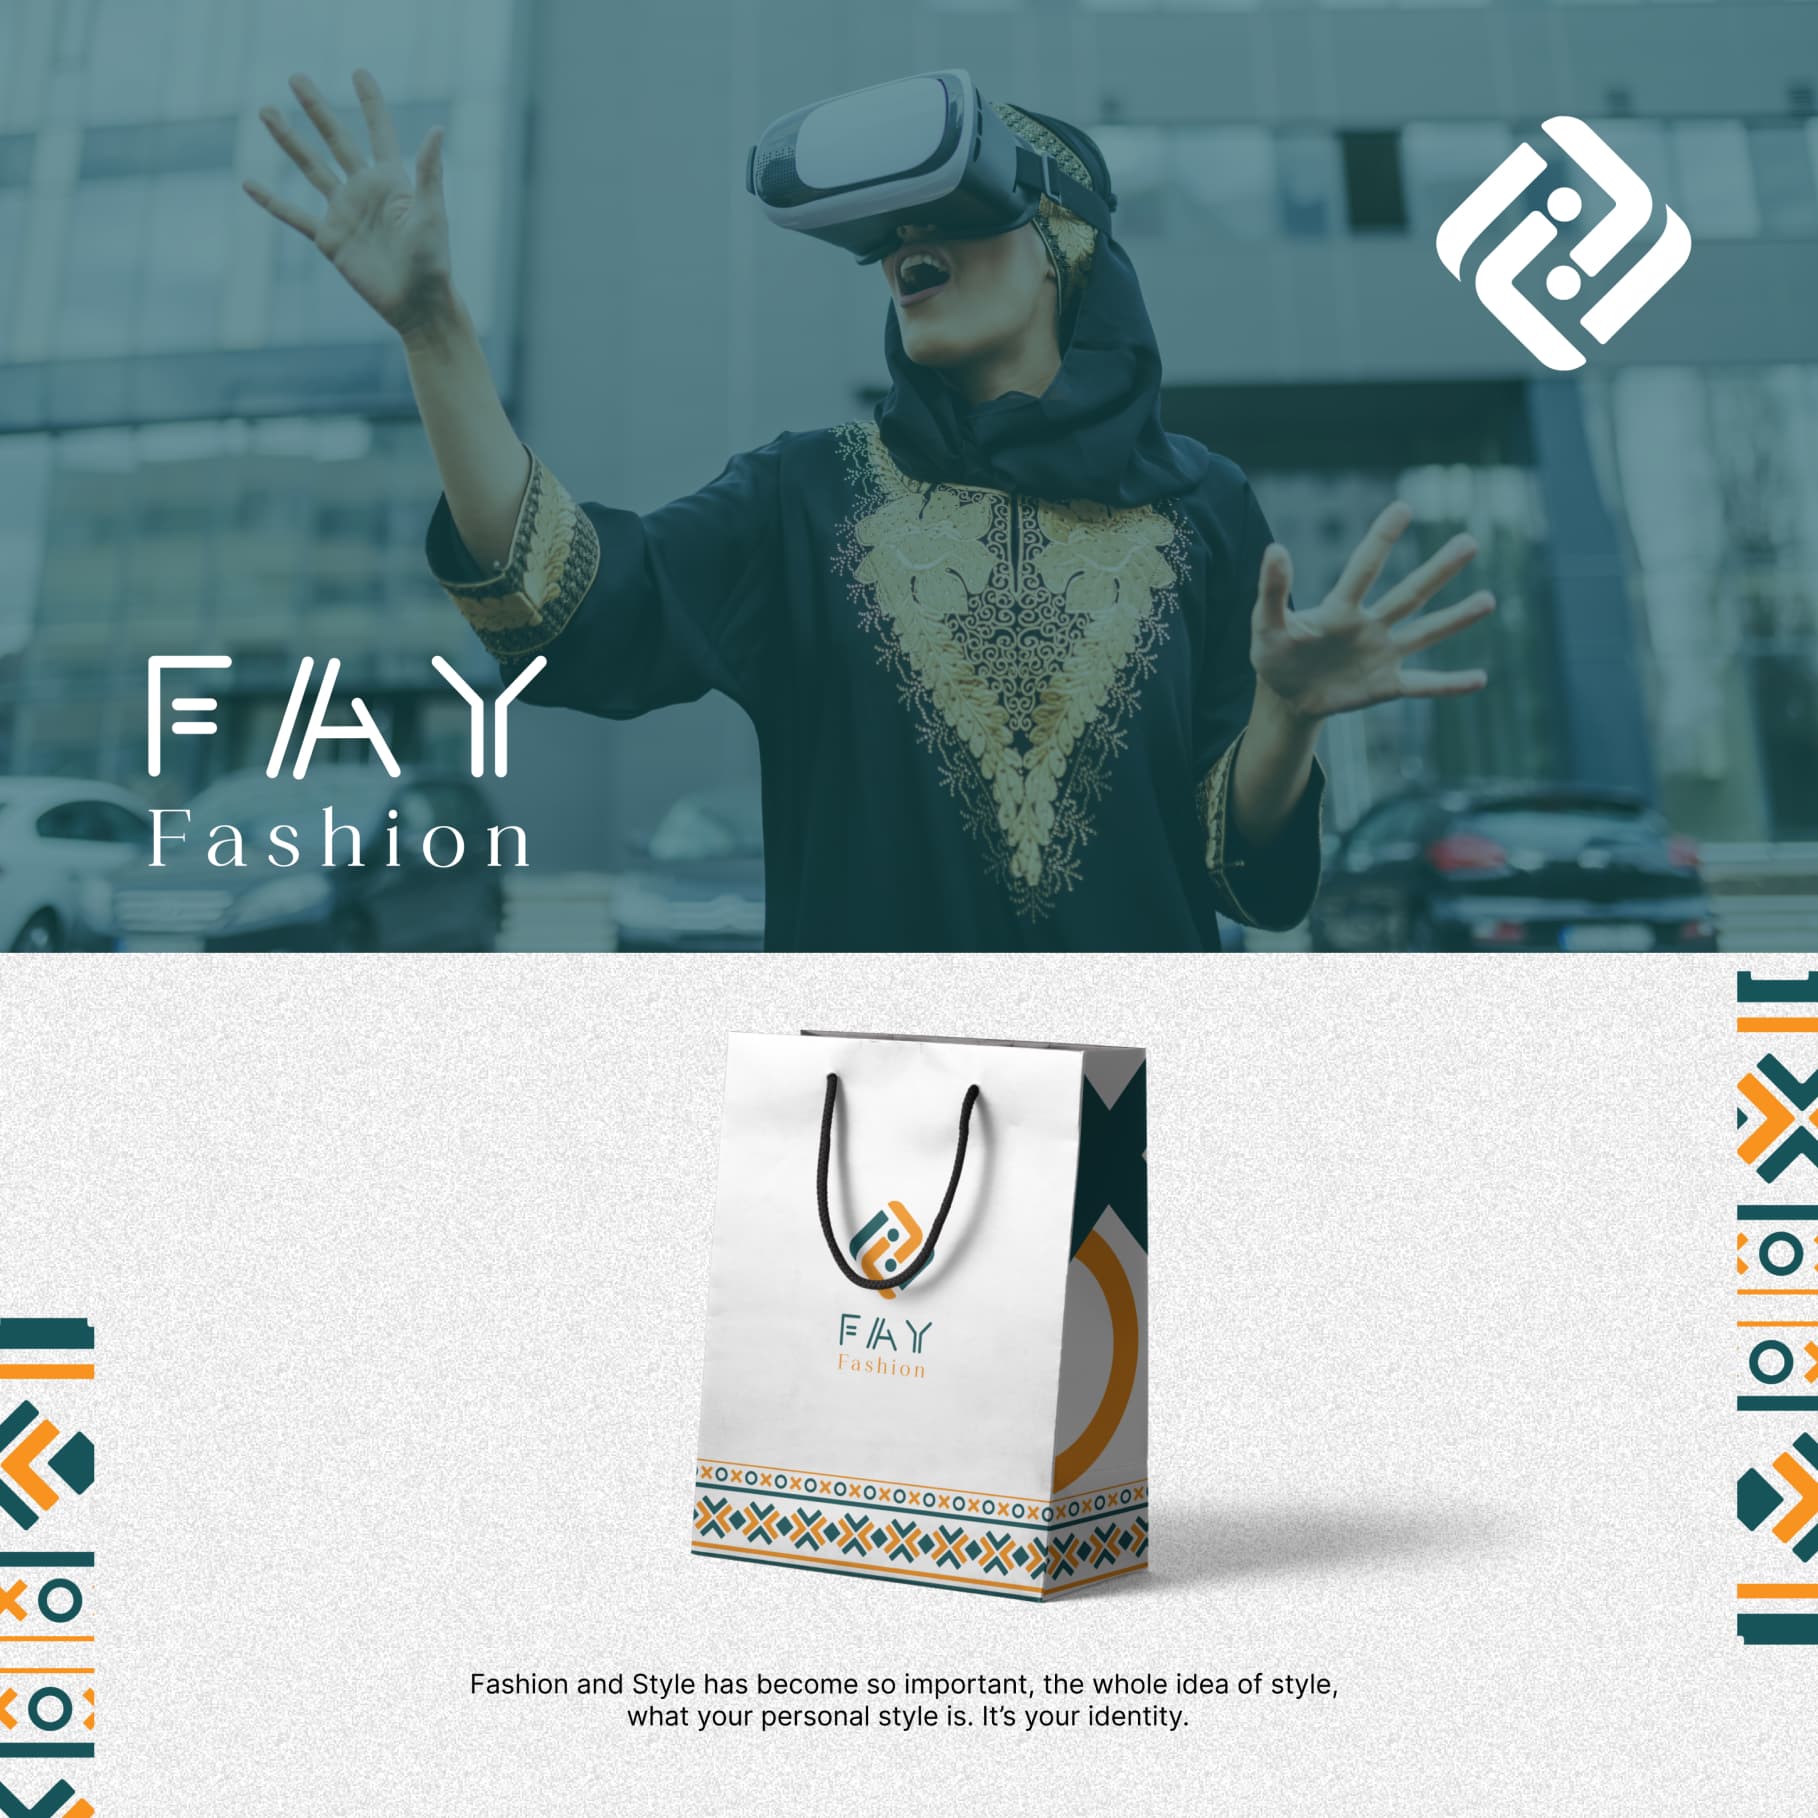 FAY
Fashion
FAY
Fashion
Fashion and Style has become so important, the whole idea of style,
what your personal style is. It’s your identity.